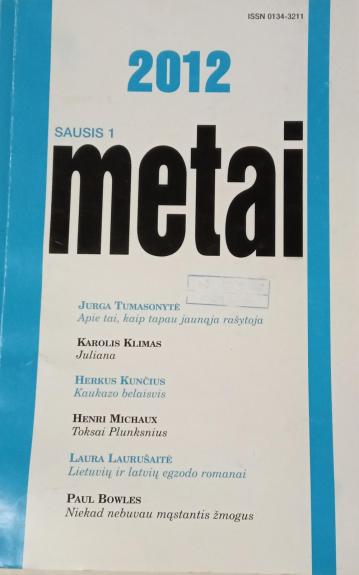 ISSN 0134-3211
2012
SAUSIS 1
metai
JURGA TUMASONYTĖ
Apie tai, kaip tapau jaunąja rašytoja
KAROLIS KLIMAS
Juliana
HERKUS KUNČIUS
Kaukazo belaisvis
HENRI MICHAUX
Toksai Plunksnius
LAURA LAURUŠAITĖ
Lietuvių ir latvių egzodo romanai
PAUL BOWLES
Niekad nebuvau mąstantis žmogus